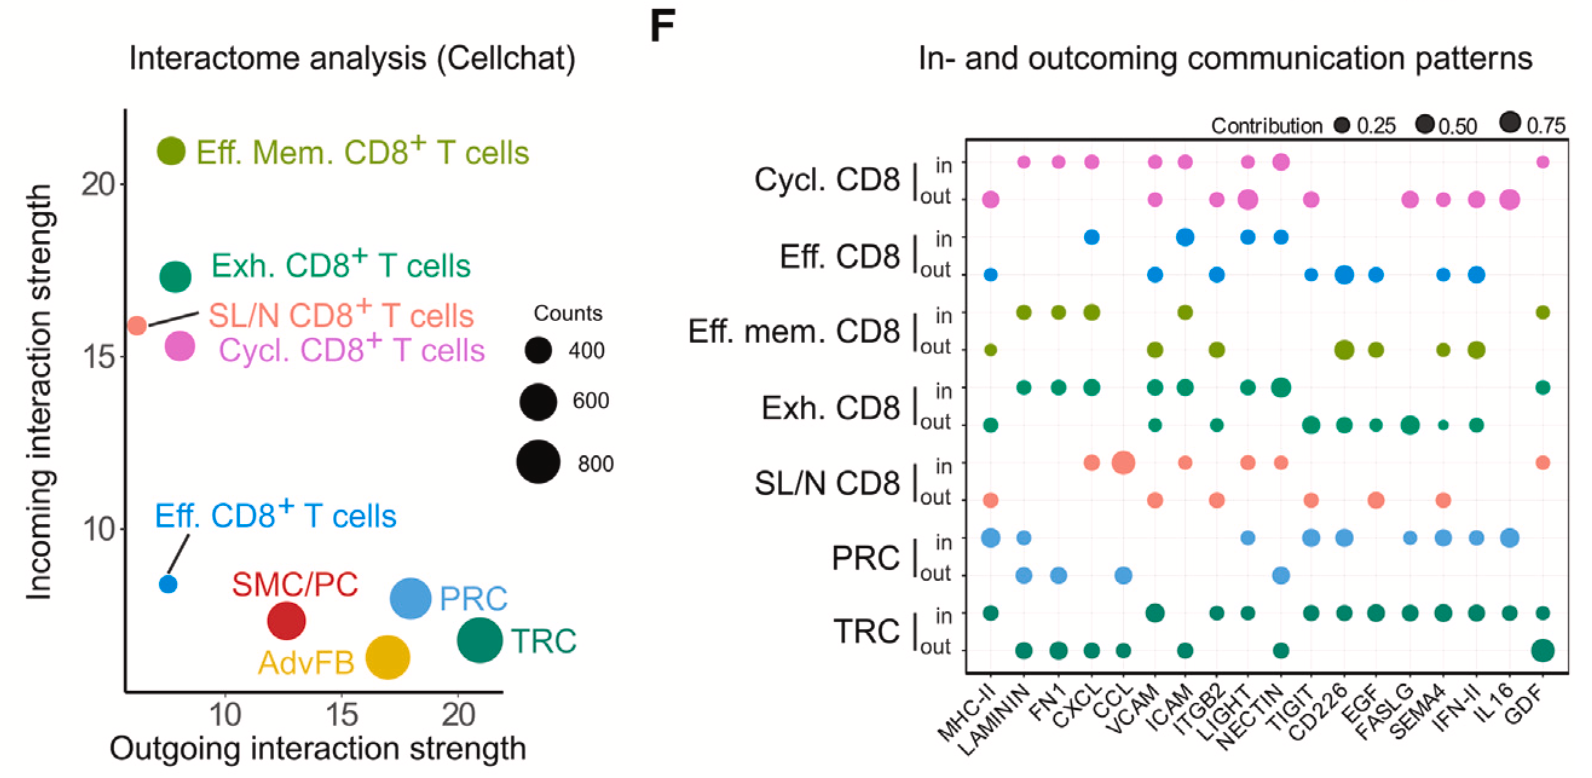 F
Interactome analysis (Cellchat)
In- and outcoming communication patterns
Incoming interaction strength
20
15
10
Eff. Mem. CD8+ T cells
Exh. CD8+ T cells
SL/N CD8+ T cells
Cycl. CD8+ T cells
Eff. CD8+ T cells
SMC/PC
PRC
AdvFB
TRC
Counts
400
600
800
10 15 20
Outgoing interaction strength
Contribution 0.25 0.50 0.75
Cycl. CD8
in
out
Eff. CD8
in
out
Eff. mem. CD8
in
out
Exh. CD8
in
out
SL/N CD8
in
out
PRC
in
out
TRC
in
out
MHC-II
LAMININ
FN1
CXCL
CCL
VCAM
ICAM
ITGB2
LIGHT
NECTIN
TIGIT
CD226
EGF
FASLG
SEMA4
IFN-II
IL16
GDF